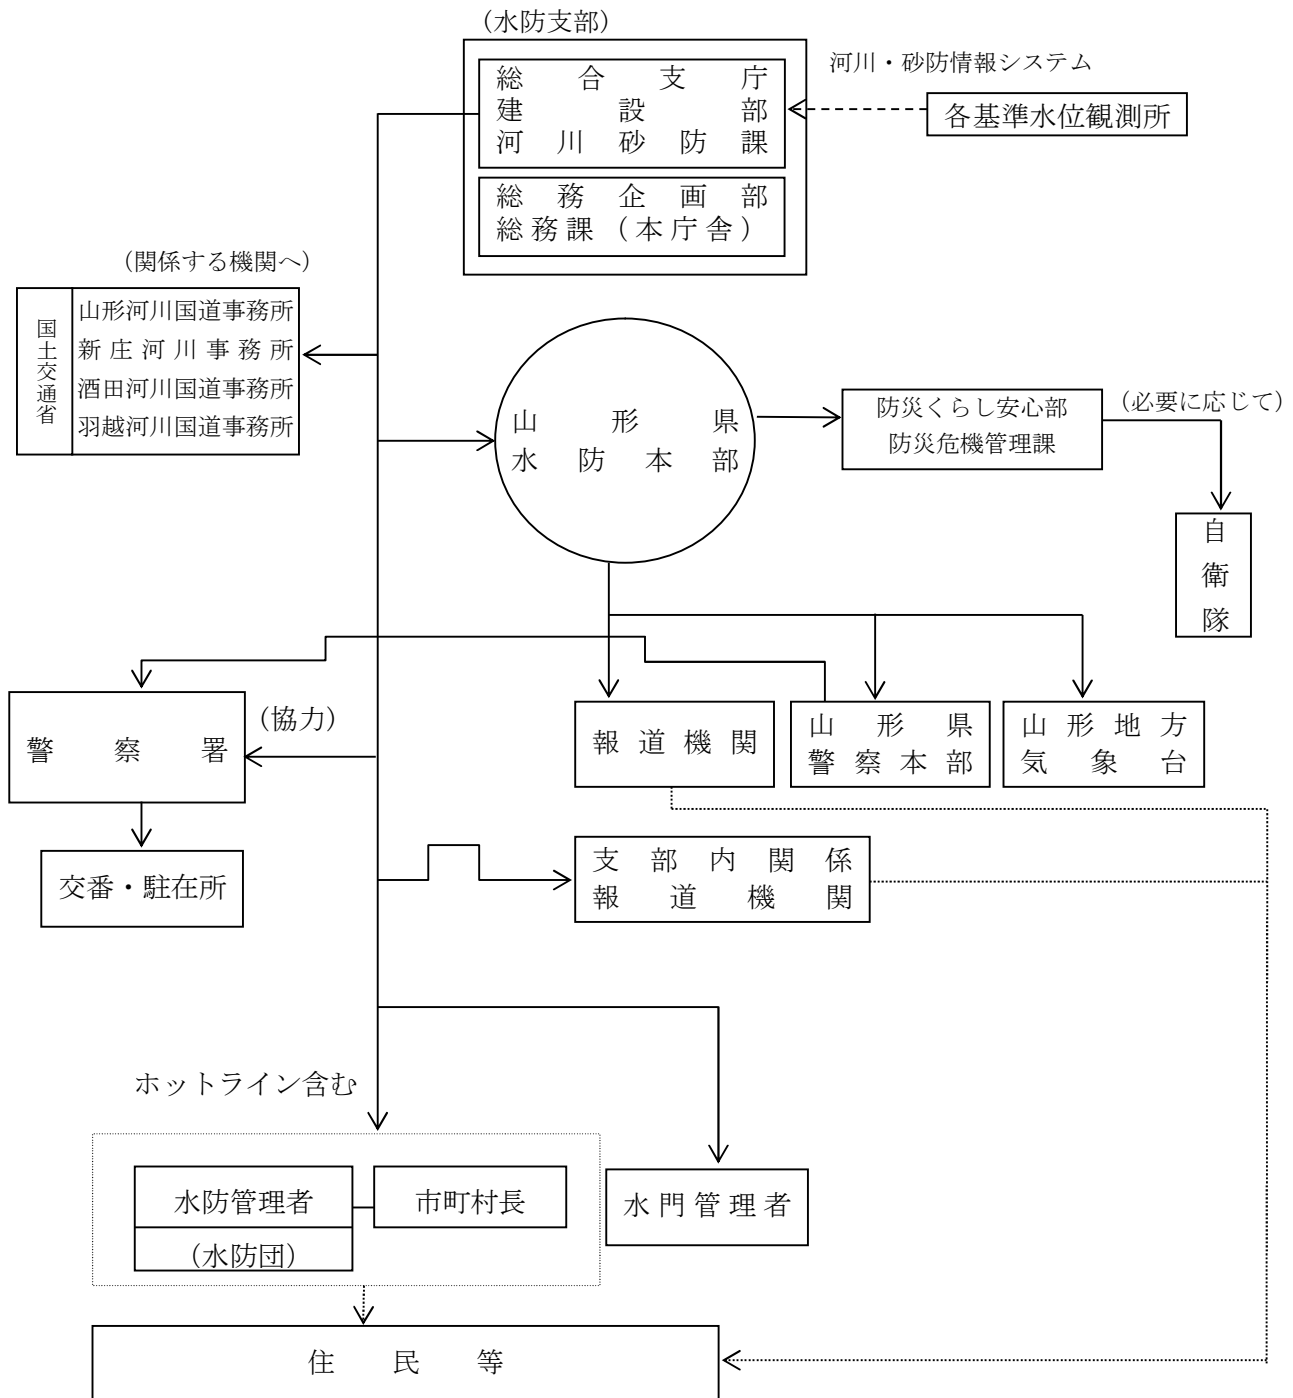 (水防支部)
総合支庁
建設部
河川砂防課
総務企画部
総務課(本庁舎)
河川・砂防情報システム
各基準水位観測所
(関係する機関へ)
国土交通省
山形河川国道事務所
新庄河川事務所
酒田河川国道事務所
羽越河川国道事務所
山形県
水防本部
防災くらし安心部
防災危機管理課
(必要に応じて)
自衛隊
警察署
(協力)
報道機関
山形県
警察本部
山形地方
気象台
交番・駐在所
支部内関係
報道機関
ホットライン含む
水防管理者
(水防団)
市町村長
水門管理者
住民等